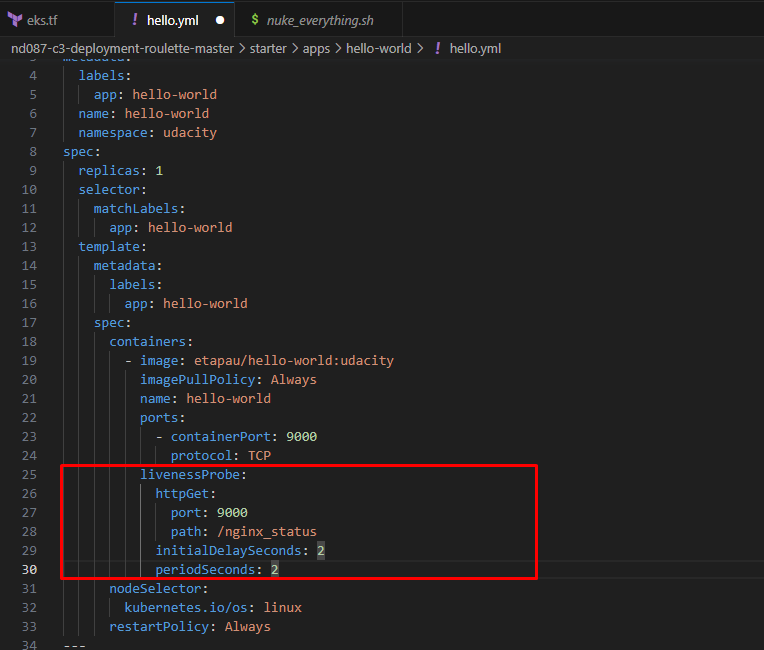 eks.tf ! hello.yml ● $ nuke_everything.sh
nd087-c3-deployment-roulette-master > starter > apps > hello-world > ! hello.yml
3 metadata:
4 labels:
5 app: hello-world
6 name: hello-world
7 namespace: udacity
8 spec:
9 replicas: 1
10 selector:
11 matchLabels:
12 app: hello-world
13 template:
14 metadata:
15 labels:
16 app: hello-world
17 spec:
18 containers:
19 - image: etapau/hello-world:udacity
20 imagePullPolicy: Always
21 name: hello-world
22 ports:
23 - containerPort: 9000
24 protocol: TCP
25 livenessProbe:
26 httpGet:
27 port: 9000
28 path: /nginx_status
29 initialDelaySeconds: 2
30 periodSeconds: 2
31 nodeSelector:
32 kubernetes.io/os: linux
33 restartPolicy: Always
34 ---